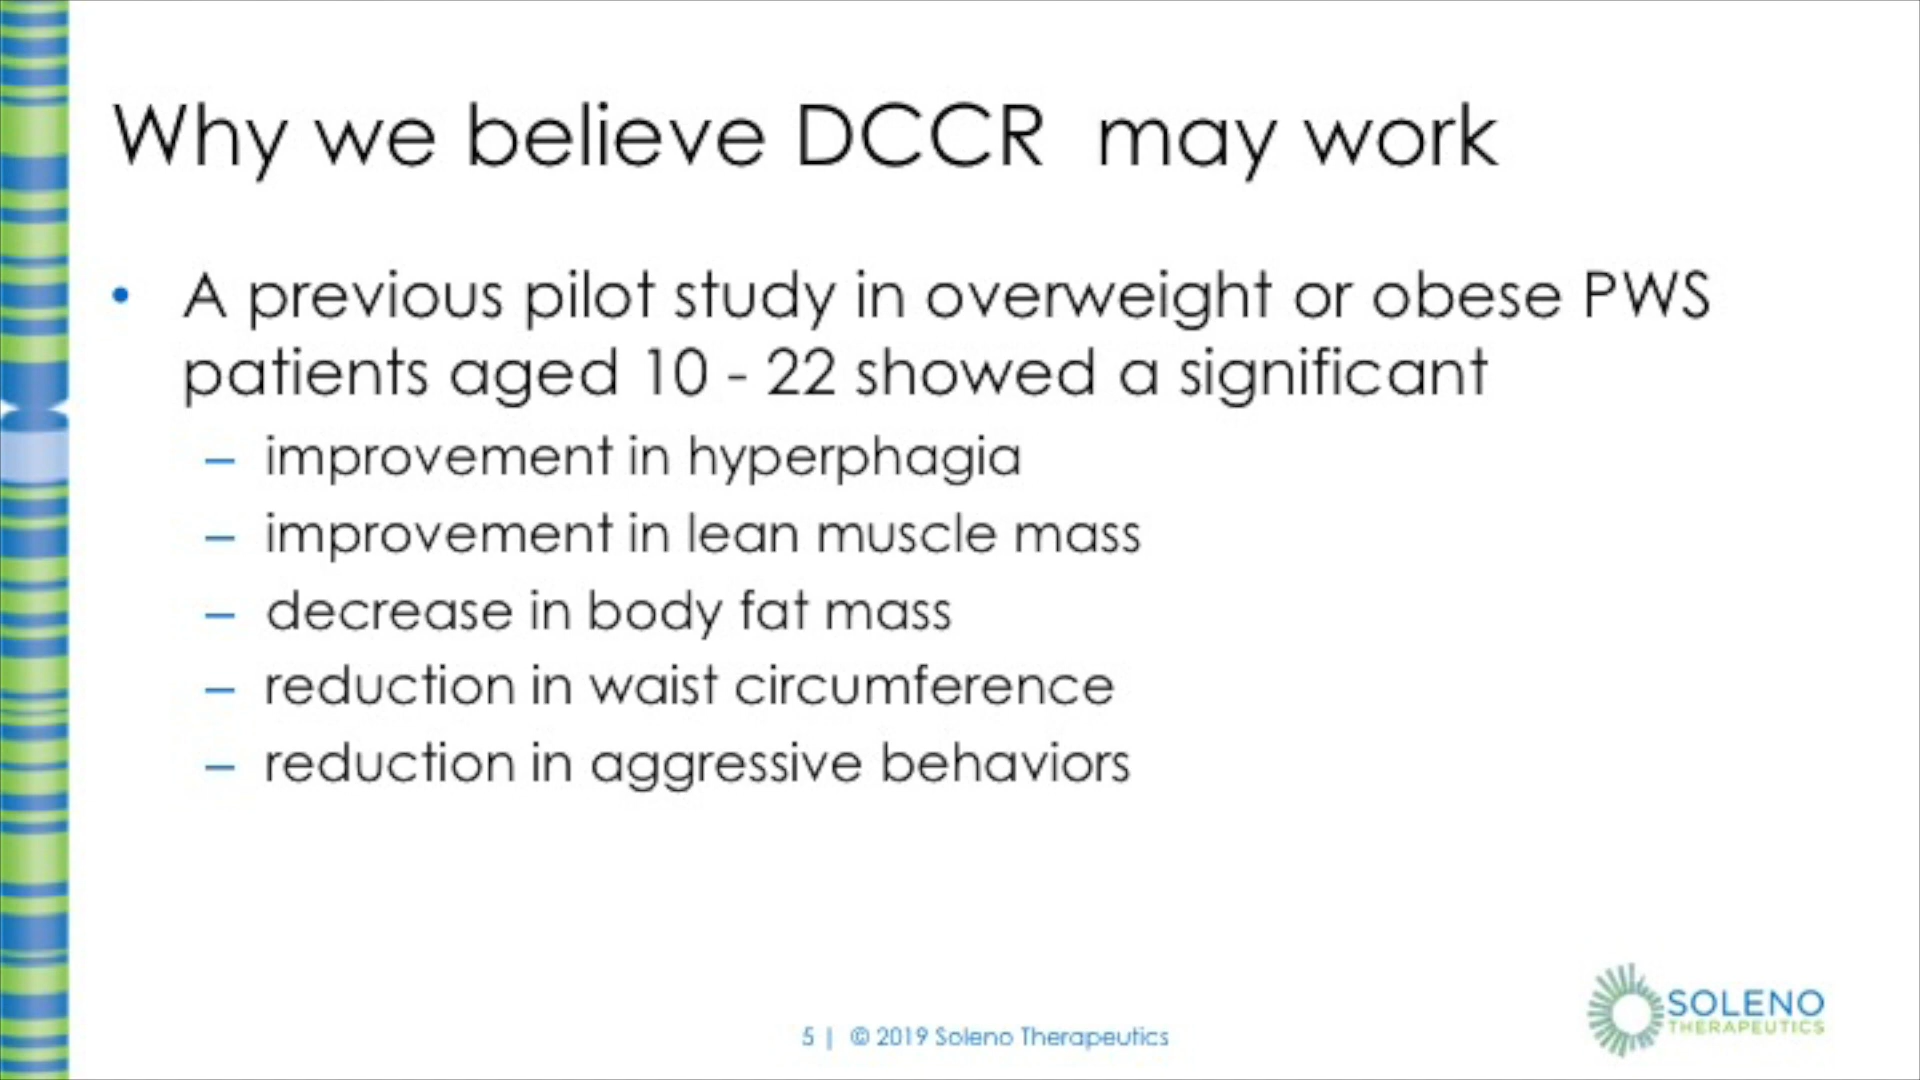 Why we believe DCCR  may work
• A previous pilot study in overweight or obese PWS
patients aged 10 - 22 showed a significant
– improvement in hyperphagia
– improvement in lean muscle mass
– decrease in body fat mass
– reduction in waist circumference
– reduction in aggressive behaviors
5 | © 2019 Soleno Therapeutics
SOLENO
THERAPEUTICS